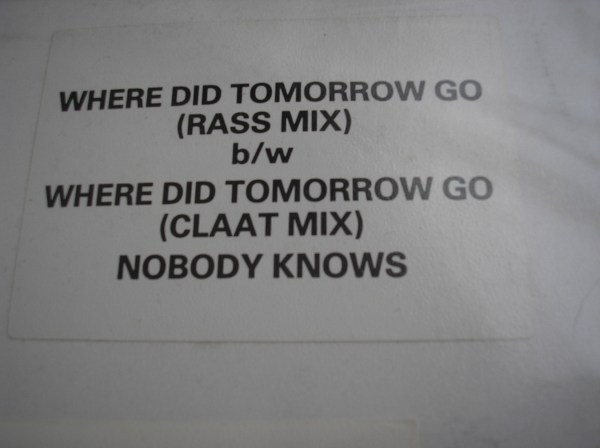 WHERE DID TOMORROW GO
(RASS MIX)
b/w
WHERE DID TOMORROW GO
(CLAAT MIX)
NOBODY KNOWS